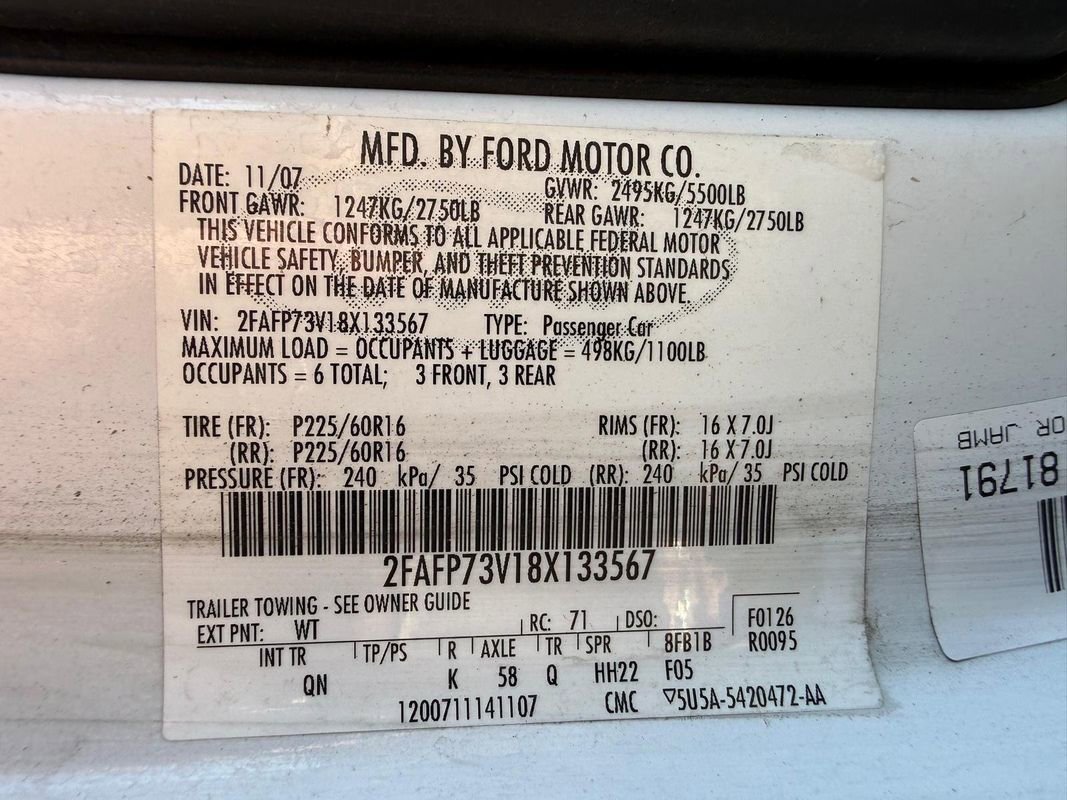 MFD. BY FORD MOTOR CO.
DATE: 11/07 GVWR: 2495KG/5500LB
FRONT GAWR: 1247KG/2750LB REAR GAWR: 1247KG/2750LB
THIS VEHICLE CONFORMS TO ALL APPLICABLE FEDERAL MOTOR
VEHICLE SAFETY, BUMPER, AND THEFT PREVENTION STANDARDS
IN EFFECT ON THE DATE OF MANUFACTURE SHOWN ABOVE.
VIN: 2FAFP73V18X133567 TYPE: Passenger Car
MAXIMUM LOAD = OCCUPANTS + LUGGAGE = 498KG/1100LB
OCCUPANTS = 6 TOTAL; 3 FRONT, 3 REAR
TIRE (FR): P225/60R16 RIMS (FR): 16 X 7.0J
(RR): P225/60R16 (RR): 16 X 7.0J
PRESSURE (FR): 240 kPa/ 35 PSI COLD (RR): 240 kPa/ 35 PSI COLD
2FAFP73V18X133567
TRAILER TOWING - SEE OWNER GUIDE
EXT PNT: WT RC: 71 DSO: F0126
INT TR TP/PS R AXLE TR SPR 8FB1B R0095
QN K 58 Q HH22 F05
1200711141107 CMC ▽5U5A-5420472-AA
OR JAMB
81791